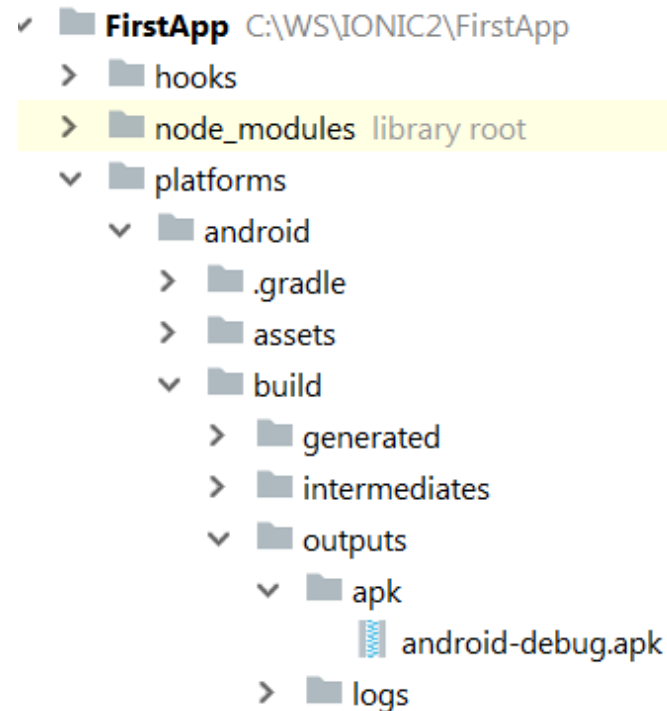 FirstApp C:\WS\IONIC2\FirstApp
hooks
node_modules library root
platforms
android
.gradle
assets
build
generated
intermediates
outputs
apk
android-debug.apk
logs